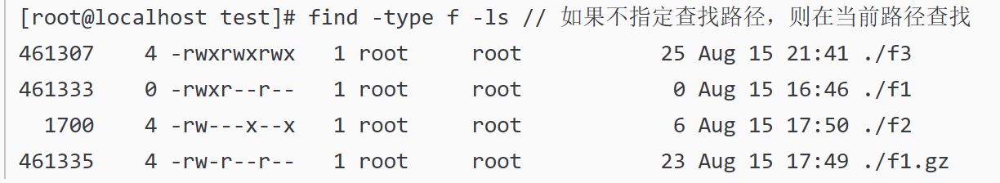 [root@localhost test]# find -type f -ls // 如果不指定查找路径，则在当前路径查找
461307    4 -rwxrwxrwx   1 root     root           25 Aug 15 21:41 ./f3
461333    0 -rwxr--r--   1 root     root            0 Aug 15 16:46 ./f1
  1700    4 -rw---x--x   1 root     root            6 Aug 15 17:50 ./f2
461335    4 -rw-r--r--   1 root     root           23 Aug 15 17:49 ./f1.gz